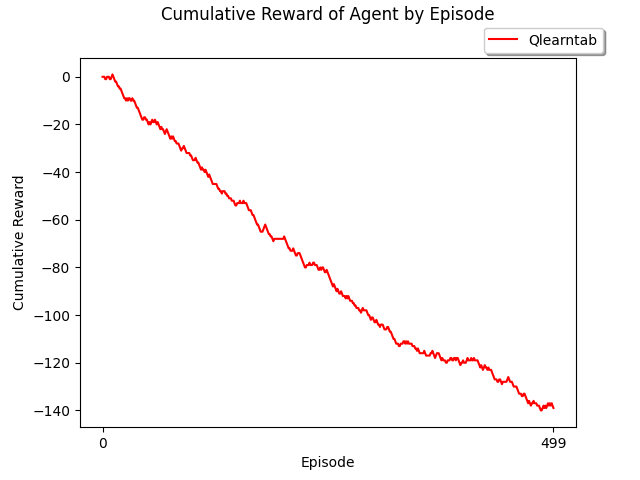 Cumulative Reward of Agent by Episode
Qlearntab
0
−20
−40
−60
−80
−100
−120
−140
Cumulative Reward
0
499
Episode